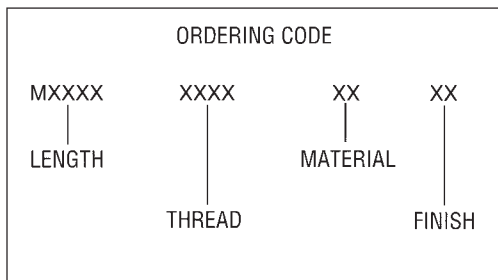 ORDERING CODE
MXXXX XXXX XX XX
LENGTH MATERIAL
THREAD FINISH